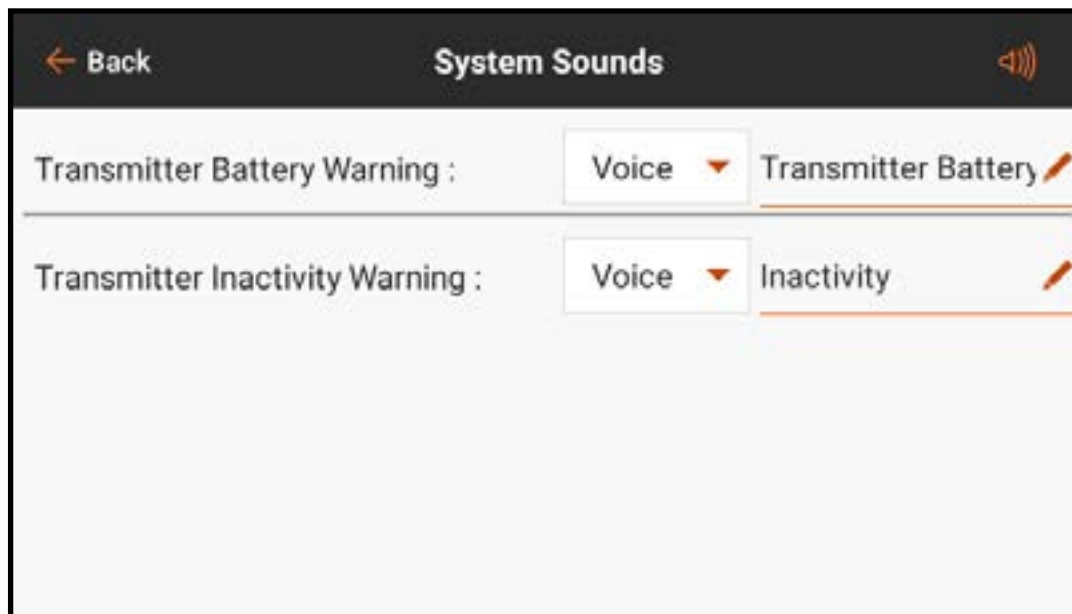 Back
System Sounds
Transmitter Battery Warning :
Voice
Transmitter Battery
Transmitter Inactivity Warning :
Voice
Inactivity